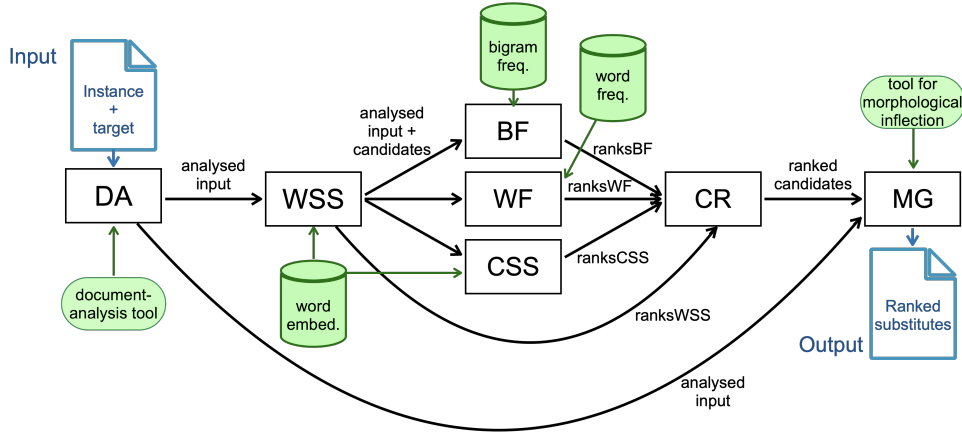 Input
Instance
+
target
DA
document-
analysis tool
analysed
input
WSS
word
embed.
analysed
input +
candidates
bigram
freq.
word
freq.
BF
WF
CSS
ranksBF
ranksWF
ranksCSS
ranksWSS
CR
ranked
candidates
tool for
morphological
inflection
MG
analysed
input
Ranked
substitutes
Output